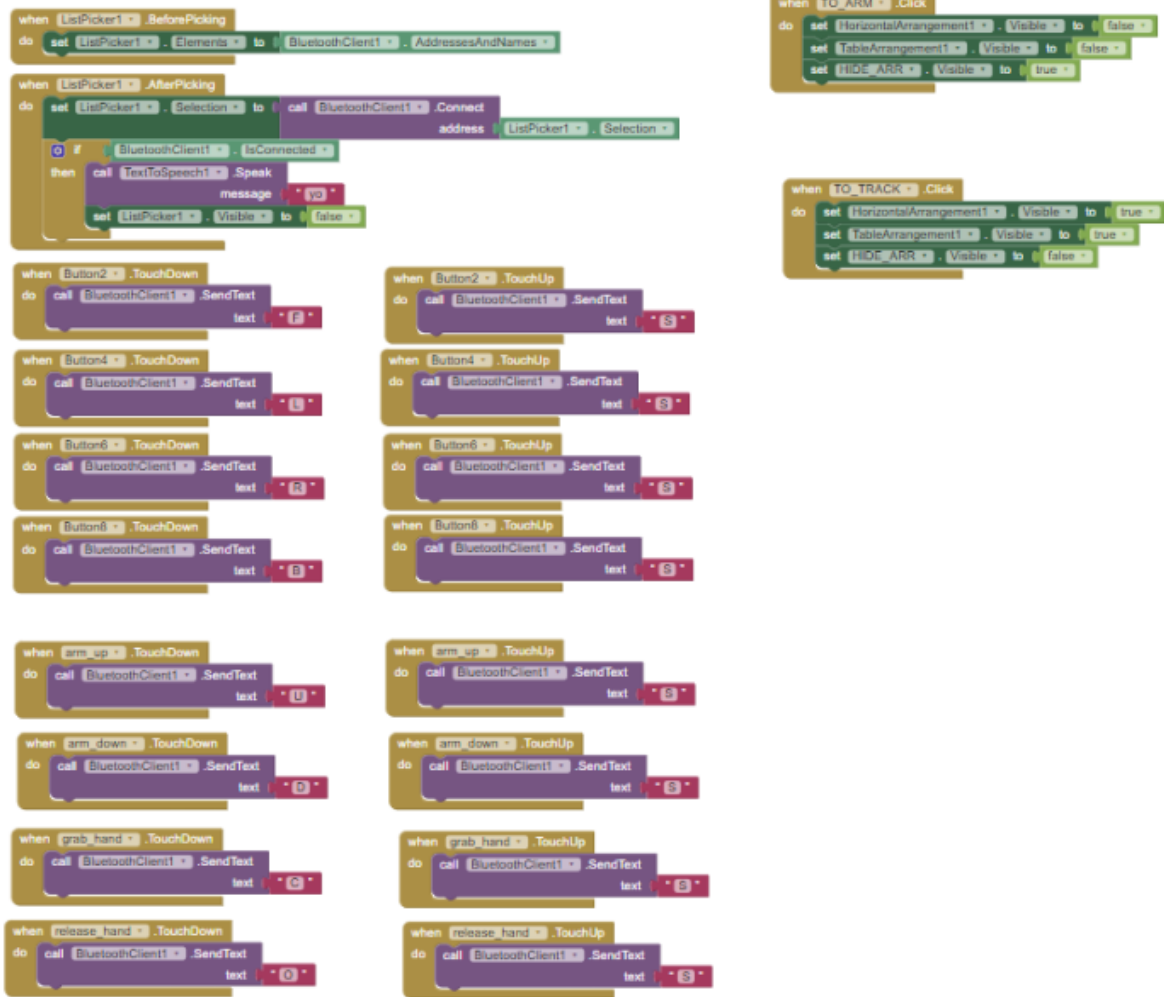 when ListPicker1 .BeforePicking
do set ListPicker1 . Elements to BluetoothClient1 . AddressesAndNames
when ListPicker1 .AfterPicking
do set ListPicker1 . Selection to call BluetoothClient1 .Connect
address ListPicker1 . Selection
if BluetoothClient1 . IsConnected
then call TextToSpeech1 .Speak
message " yo "
set ListPicker1 . Visible to false
when Button2 .TouchDown
do call BluetoothClient1 .SendText
text " F "
when Button4 .TouchDown
do call BluetoothClient1 .SendText
text " L "
when Button6 .TouchDown
do call BluetoothClient1 .SendText
text " R "
when Button8 .TouchDown
do call BluetoothClient1 .SendText
text " B "
when arm_up .TouchDown
do call BluetoothClient1 .SendText
text " U "
when arm_down .TouchDown
do call BluetoothClient1 .SendText
text " D "
when grab_hand .TouchDown
do call BluetoothClient1 .SendText
text " C "
when release_hand .TouchDown
do call BluetoothClient1 .SendText
text " O "
when Button2 .TouchUp
do call BluetoothClient1 .SendText
text " S "
when Button4 .TouchUp
do call BluetoothClient1 .SendText
text " S "
when Button6 .TouchUp
do call BluetoothClient1 .SendText
text " S "
when Button8 .TouchUp
do call BluetoothClient1 .SendText
text " S "
when arm_up .TouchUp
do call BluetoothClient1 .SendText
text " S "
when arm_down .TouchUp
do call BluetoothClient1 .SendText
text " S "
when grab_hand .TouchUp
do call BluetoothClient1 .SendText
text " S "
when release_hand .TouchUp
do call BluetoothClient1 .SendText
text " S "
when TO_ARM .Click
do set HorizontalArrangement1 . Visible to false
set TableArrangement1 . Visible to false
set HIDE_ARR . Visible to true
when TO_TRACK .Click
do set HorizontalArrangement1 . Visible to true
set TableArrangement1 . Visible to true
set HIDE_ARR . Visible to false